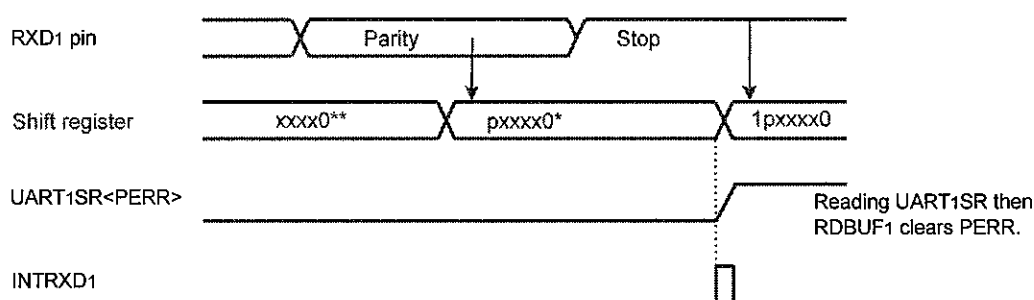 RXD1 pin Parity Stop
Shift register xxxx0** pxxxx0* 1pxxxx0
UART1SR<PERR>
Reading UART1SR then
RDBUF1 clears PERR.
INTRXD1